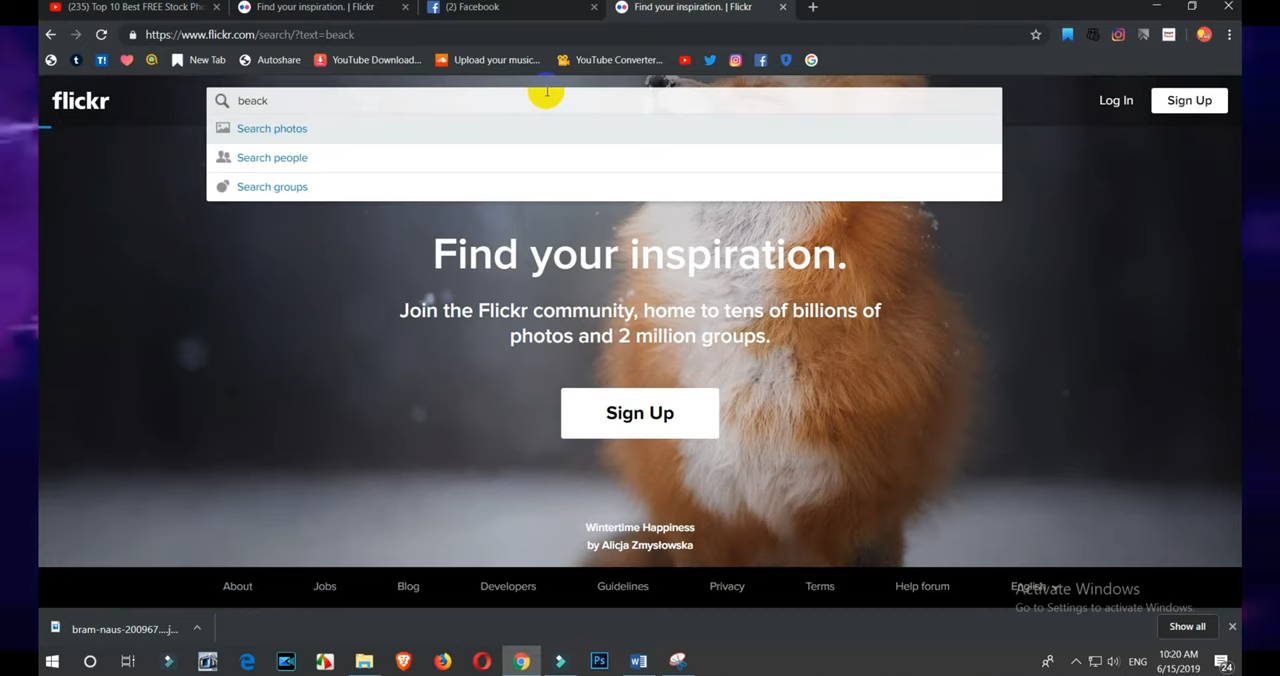 (235) Top 10 Best FREE Stock Pho
Find your inspiration. | Flickr
(2) Facebook
Find your inspiration. | Flickr
https://www.flickr.com/search/?text=beack
New Tab
Autoshare
YouTube Download...
Upload your music...
YouTube Converter...
flickr
beack
Log In
Sign Up
Search photos
Search people
Search groups
Find your inspiration.
Join the Flickr community, home to tens of billions of
photos and 2 million groups.
Sign Up
Wintertime Happiness
by Alicja Zmysłowska
About
Jobs
Blog
Developers
Guidelines
Privacy
Terms
Help forum
English
Activate Windows
Go to Settings to activate Windows.
bram-naus-200967....j...
Show all
ENG
10:20 AM
6/15/2019
24